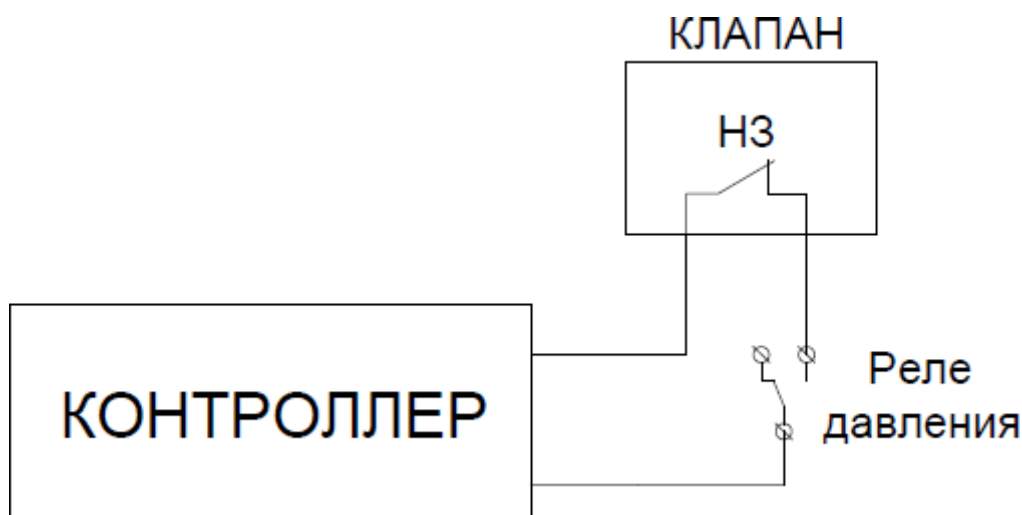 КЛАПАН
НЗ
КОНТРОЛЛЕР
Реле
давления